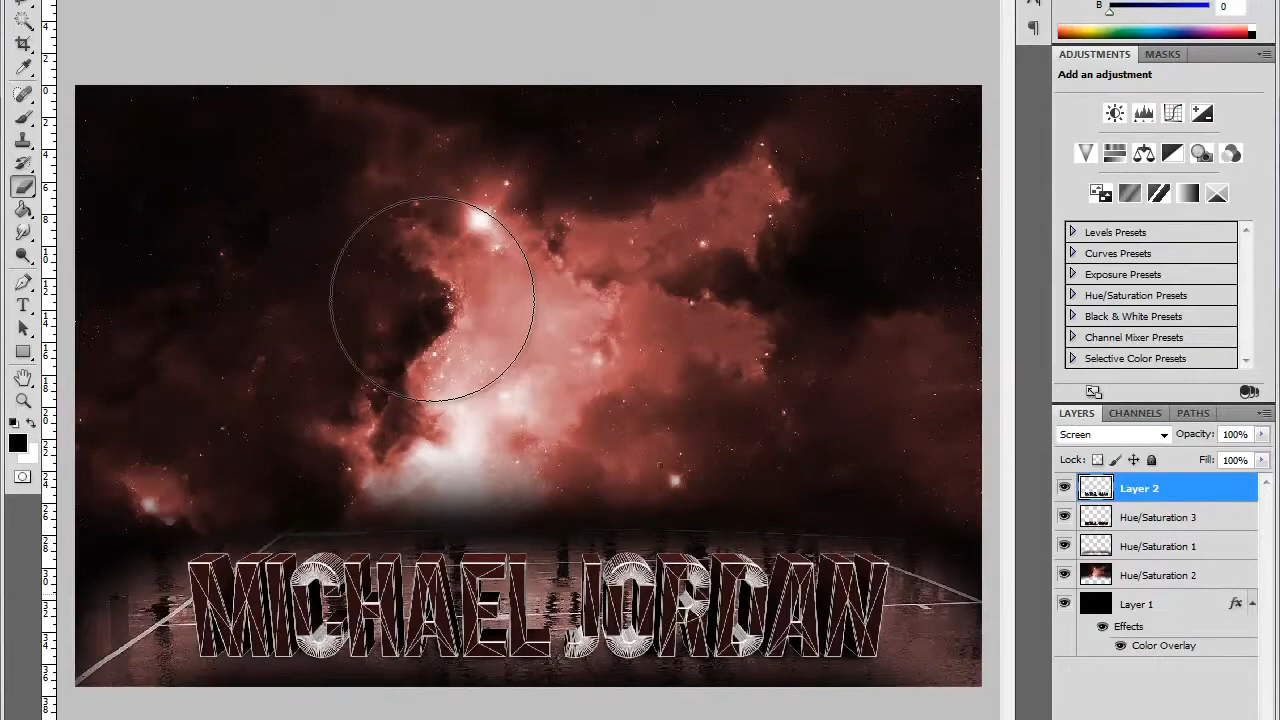 B
0
ADJUSTMENTS MASKS
Add an adjustment
Levels Presets
Curves Presets
Exposure Presets
Hue/Saturation Presets
Black & White Presets
Channel Mixer Presets
Selective Color Presets
LAYERS CHANNELS PATHS
Screen Opacity: 100%
Lock: Fill: 100%
Layer 2
Hue/Saturation 3
Hue/Saturation 1
Hue/Saturation 2
Layer 1 fx
Effects
Color Overlay
MICHAEL JORDAN